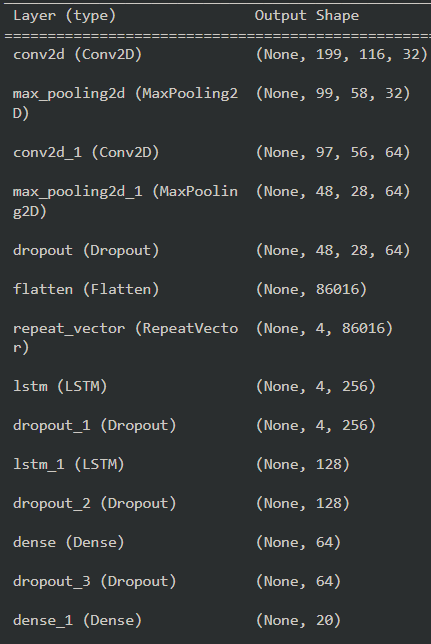 Layer (type) Output Shape
conv2d (Conv2D) (None, 199, 116, 32)
max_pooling2d (MaxPooling2 (None, 99, 58, 32)
D)
conv2d_1 (Conv2D) (None, 97, 56, 64)
max_pooling2d_1 (MaxPoolin (None, 48, 28, 64)
g2D)
dropout (Dropout) (None, 48, 28, 64)
flatten (Flatten) (None, 86016)
repeat_vector (RepeatVecto (None, 4, 86016)
r)
lstm (LSTM) (None, 4, 256)
dropout_1 (Dropout) (None, 4, 256)
lstm_1 (LSTM) (None, 128)
dropout_2 (Dropout) (None, 128)
dense (Dense) (None, 64)
dropout_3 (Dropout) (None, 64)
dense_1 (Dense) (None, 20)